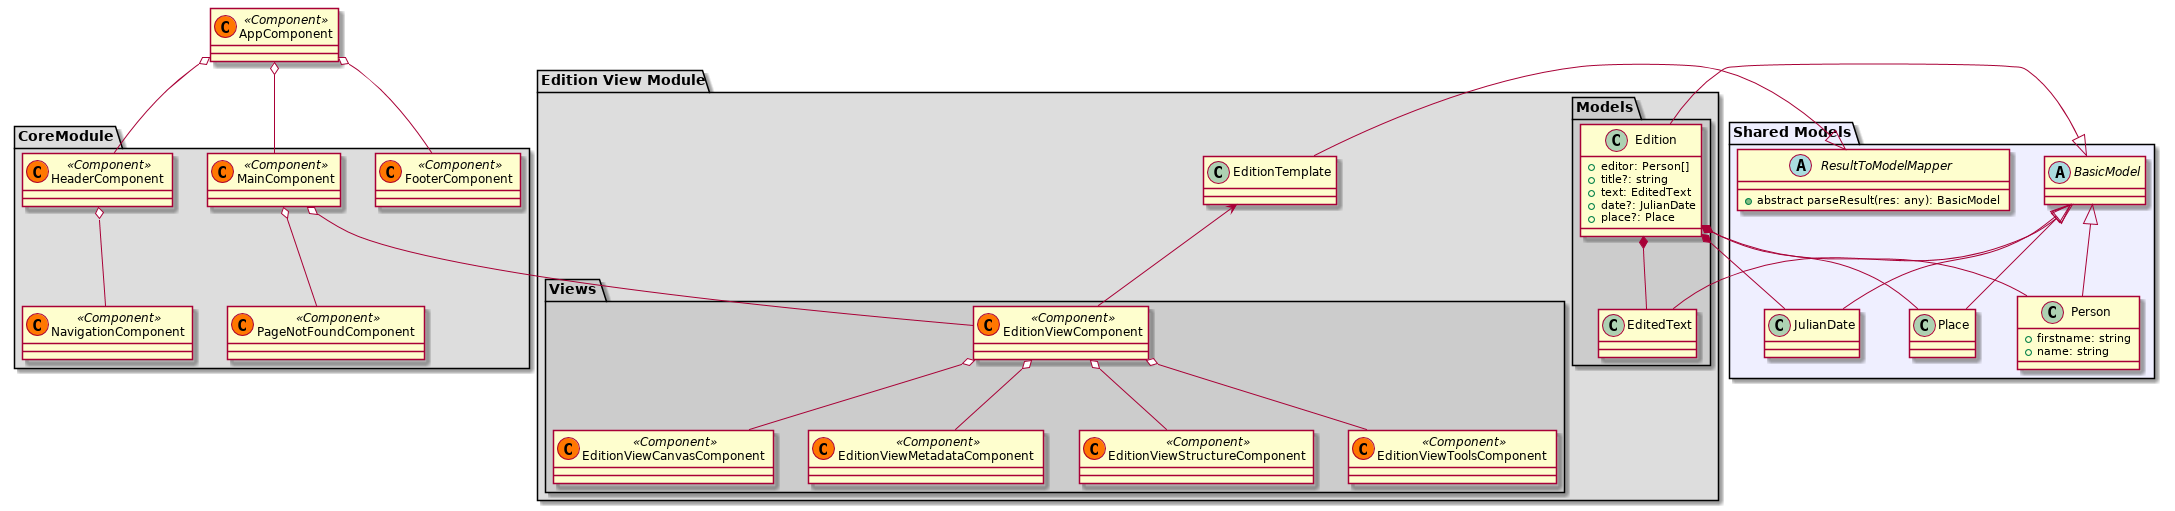 C
«Component»
AppComponent
CoreModule
C
«Component»
HeaderComponent
C
«Component»
MainComponent
C
«Component»
FooterComponent
C
«Component»
NavigationComponent
C
«Component»
PageNotFoundComponent
Edition View Module
C
EditionTemplate
Views
C
«Component»
EditionViewComponent
C
«Component»
EditionViewCanvasComponent
C
«Component»
EditionViewMetadataComponent
C
«Component»
EditionViewStructureComponent
C
«Component»
EditionViewToolsComponent
Models
C
Edition
editor: Person[]
title?: string
text: EditedText
date?: JulianDate
place?: Place
C
EditedText
Shared Models
A
ResultToModelMapper
abstract parseResult(res: any): BasicModel
A
BasicModel
C
JulianDate
C
Place
C
Person
firstname: string
name: string